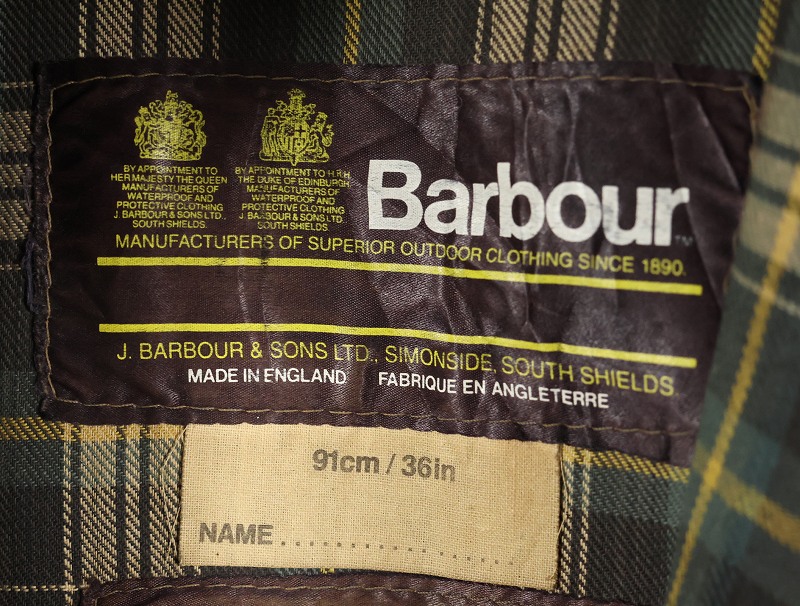 BY APPOINTMENT TO
HER MAJESTY THE QUEEN
MANUFACTURERS OF
WATERPROOF AND
PROTECTIVE CLOTHING
J. BARBOUR & SONS LTD.
SOUTH SHIELDS.
BY APPOINTMENT TO H.R.H.
THE DUKE OF EDINBURGH
MANUFACTURERS OF
WATERPROOF AND
PROTECTIVE CLOTHING
J. BARBOUR & SONS LTD.
SOUTH SHIELDS.
Barbour™
MANUFACTURERS OF SUPERIOR OUTDOOR CLOTHING SINCE 1890.
J. BARBOUR & SONS LTD., SIMONSIDE, SOUTH SHIELDS.
MADE IN ENGLAND FABRIQUE EN ANGLETERRE
91cm / 36in
NAME....................